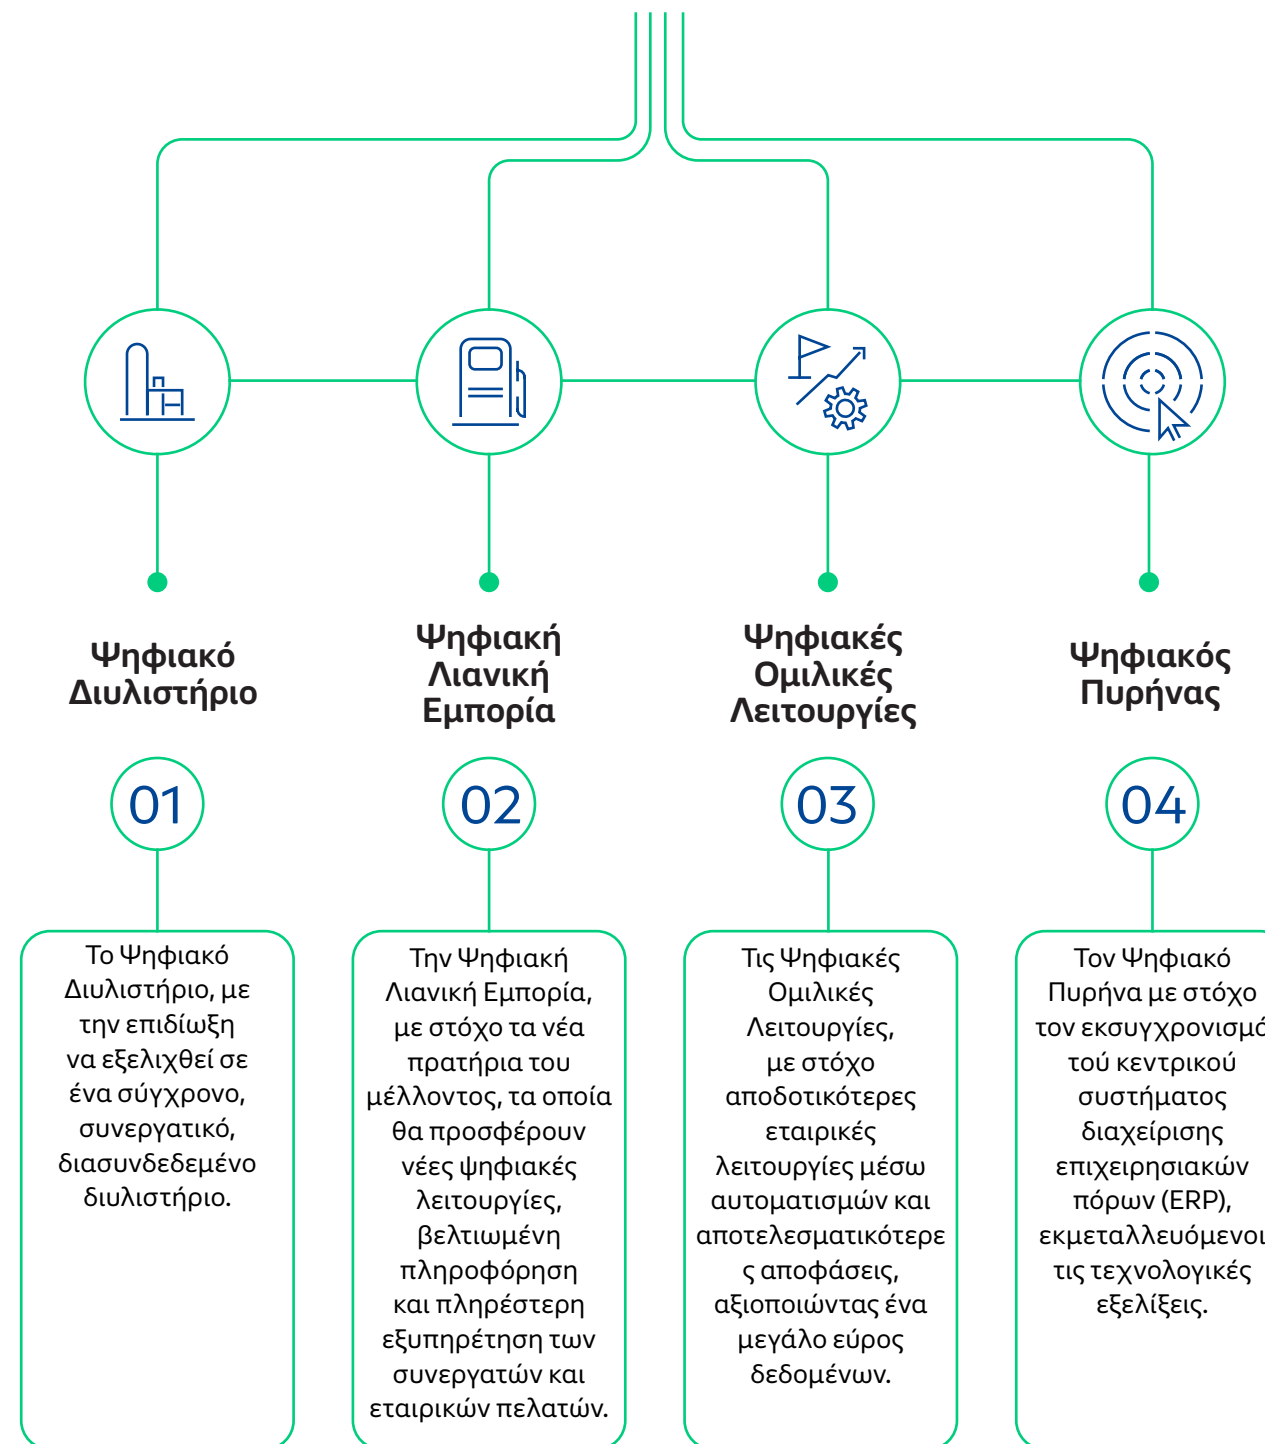 Ψηφιακό
Διυλιστήριο
Ψηφιακή
Λιανική
Εμπορία
Ψηφιακές
Ομιλικές
Λειτουργίες
Ψηφιακός
Πυρήνας
01
02
03
04
Το Ψηφιακό
Διυλιστήριο, με
την επιδίωξη
να εξελιχθεί σε
ένα σύγχρονο,
συνεργατικό,
διασυνδεδεμένο
διυλιστήριο.
Την Ψηφιακή
Λιανική Εμπορία,
με στόχο τα νέα
πρατήρια του
μέλλοντος, τα οποία
θα προσφέρουν
νέες ψηφιακές
λειτουργίες,
βελτιωμένη
πληροφόρηση
και πληρέστερη
εξυπηρέτηση των
συνεργατών και
εταιρικών πελατών.
Τις Ψηφιακές
Ομιλικές
Λειτουργίες,
με στόχο
αποδοτικότερες
εταιρικές
λειτουργίες μέσω
αυτοματισμών και
αποτελεσματικότερε
ς αποφάσεις,
αξιοποιώντας ένα
μεγάλο εύρος
δεδομένων.
Τον Ψηφιακό
Πυρήνα με στόχο
τον εκσυγχρονισμό
τού κεντρικού
συστήματος
διαχείρισης
επιχειρησιακών
πόρων (ERP),
εκμεταλλευόμενοι
τις τεχνολογικές
εξελίξεις.